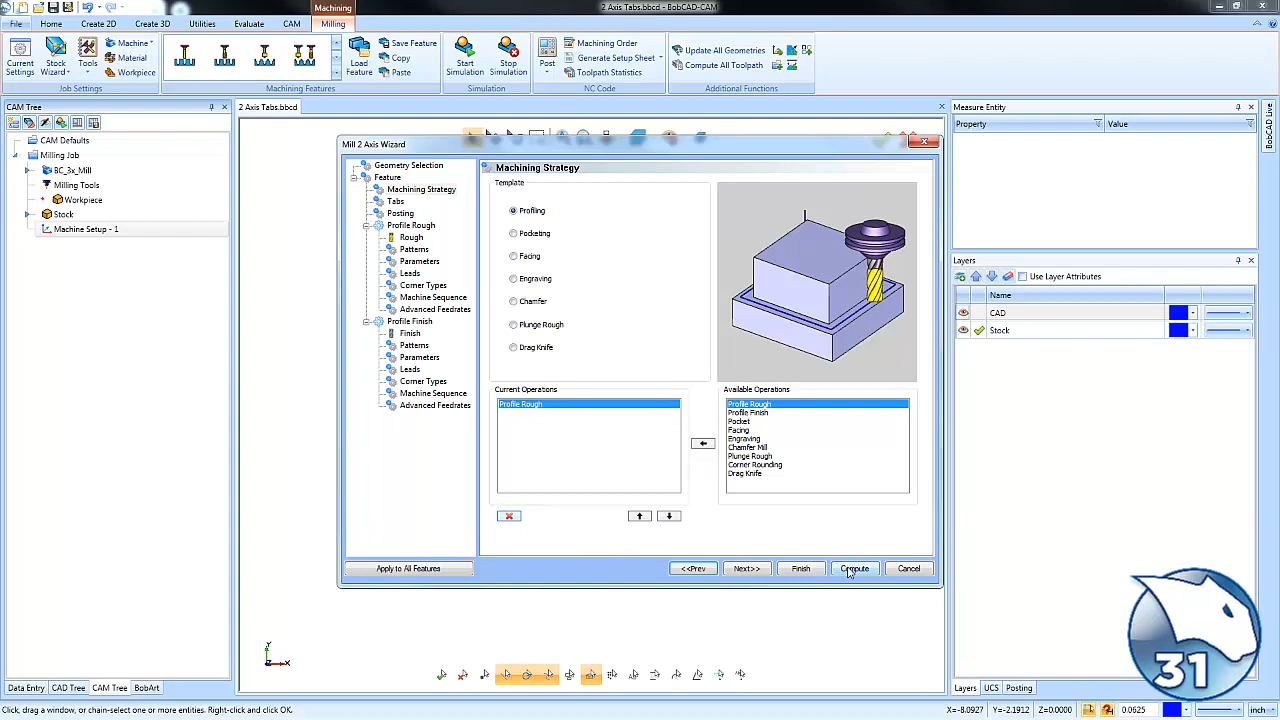 2 Axis Tabs.bbcd - BobCAD-CAM
Machining
File Home Create 2D Create 3D Utilities Evaluate CAM Milling
Current Settings
Stock Wizard
Tools
Machine
Material
Workpiece
Job Settings
Machining Features
Load Feature
Save Feature
Copy
Paste
Start Simulation
Stop Simulation
Simulation
Post
Machining Order
Generate Setup Sheet
Toolpath Statistics
NC Code
Update All Geometries
Compute All Toolpath
Additional Functions
CAM Tree
CAM Defaults
Milling Job
BC_3x_Mill
Milling Tools
Workpiece
Stock
Machine Setup - 1
2 Axis Tabs.bbcd
Mill 2 Axis Wizard
Geometry Selection
Feature
Machining Strategy
Tabs
Posting
Profile Rough
Rough
Patterns
Parameters
Leads
Corner Types
Machine Sequence
Advanced Feedrates
Profile Finish
Finish
Patterns
Parameters
Leads
Corner Types
Machine Sequence
Advanced Feedrates
Apply to All Features
Machining Strategy
Template
Profiling
Pocketing
Facing
Engraving
Chamfer
Plunge Rough
Drag Knife
Current Operations
Profile Rough
Available Operations
Profile Rough
Profile Finish
Pocket
Facing
Engraving
Chamfer Mill
Plunge Rough
Corner Rounding
Drag Knife
<<Prev Next>> Finish Compute Cancel
Measure Entity
Property Value
Layers
Use Layer Attributes
Name
CAD
Stock
BobCAD Live
31
Y
Z X
Data Entry CAD Tree CAM Tree BobArt
Layers UCS Posting
Click, drag a window, or chain-select one or more entities. Right-click and click OK.
X=-8.0927 Y=-2.1912 Z=0.0000 0.0625 inch